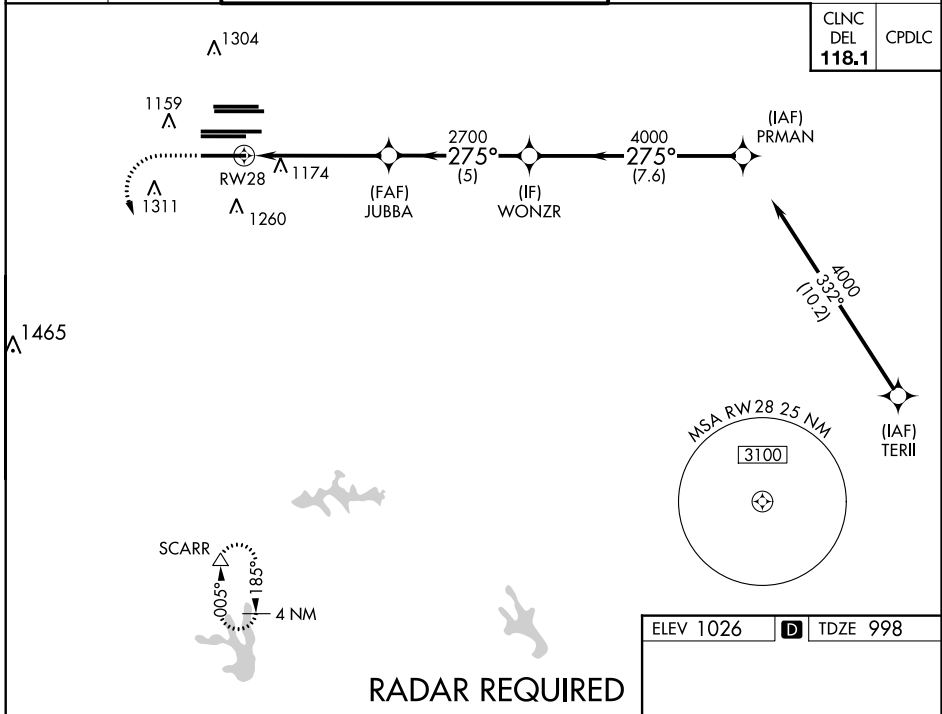 CLNC
DEL
118.1
CPDLC
1304
1159
RW28
1174
1311
1260
(FAF)
JUBBA
2700
275°
(5)
(IF)
WONZR
4000
275°
(7.6)
(IAF)
PRMAN
4000
332°
(10.2)
(IAF)
TERII
1465
MSA RW28 25 NM
3100
SCARR
005°
185°
4 NM
ELEV 1026 D TDZE 998
RADAR REQUIRED